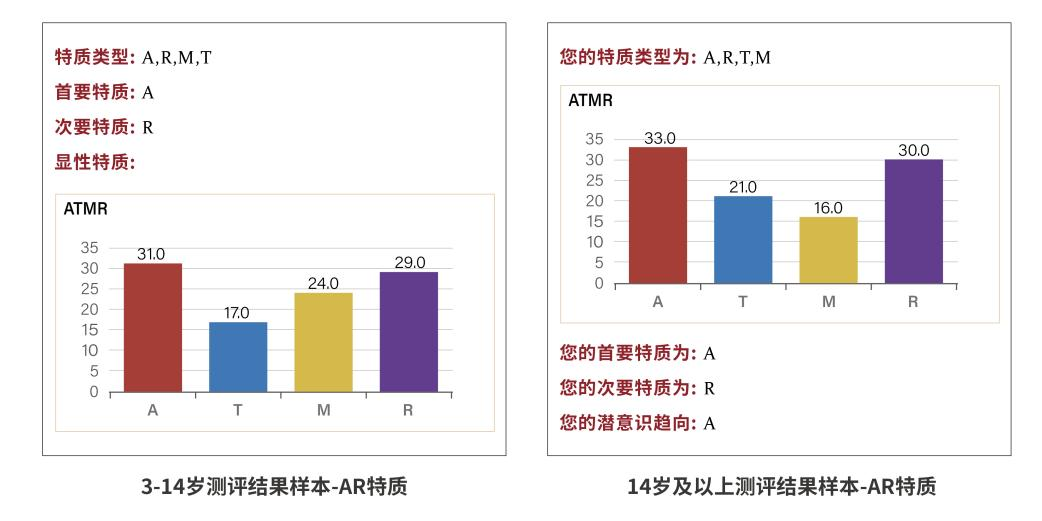 特质类型: A,R,M,T
首要特质: A
次要特质: R
显性特质:
ATMR
35
30
25
20
15
10
5
0
31.0
17.0
24.0
29.0
A
T
M
R
3-14岁测评结果样本-AR特质
您的特质类型为: A,R,T,M
ATMR
35
30
25
20
15
10
5
0
33.0
21.0
16.0
30.0
A
T
M
R
您的首要特质为: A
您的次要特质为: R
您的潜意识趋向: A
14岁及以上测评结果样本-AR特质